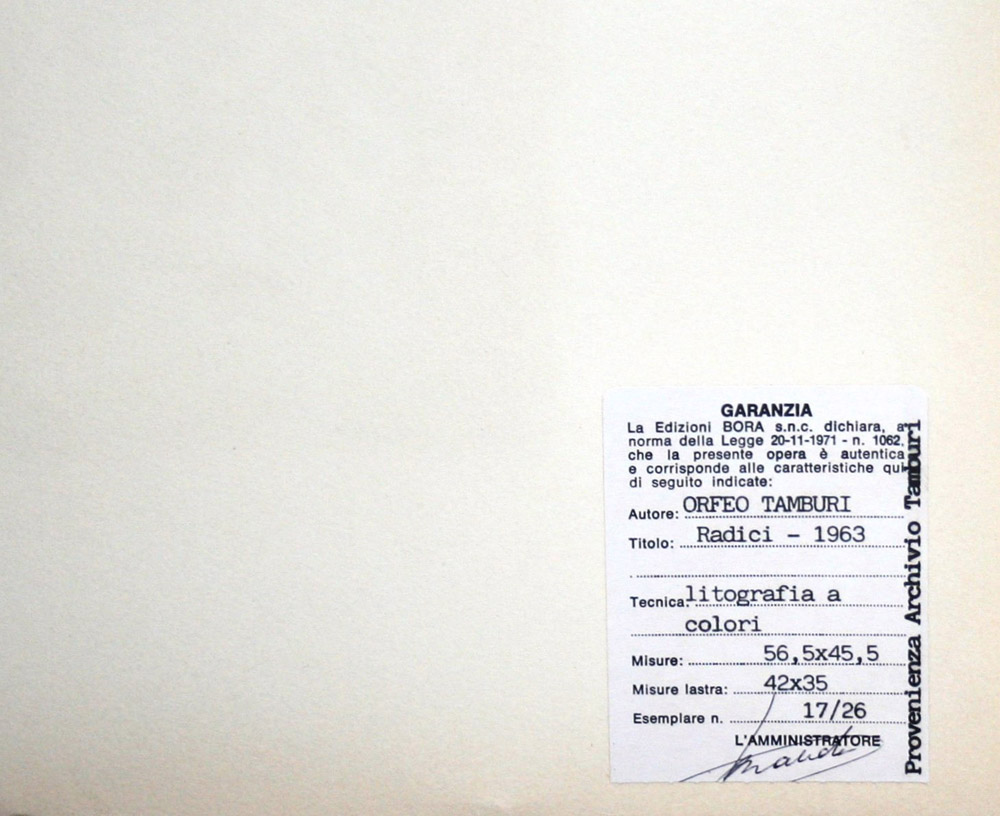 GARANZIA
La Edizioni BORA s.n.c. dichiara, a
norma della Legge 20-11-1971 - n. 1062,
che la presente opera è autentica
e corrisponde alle caratteristiche qui
di seguito indicate:
Autore: ORFEO TAMBURI
Titolo: Radici - 1963
Tecnica: litografia a
colori
Misure: 56,5x45,5
Misure lastra: 42x35
Esemplare n. 17/26
L'AMMINISTRATORE
Provenienza Archivio Tamburi